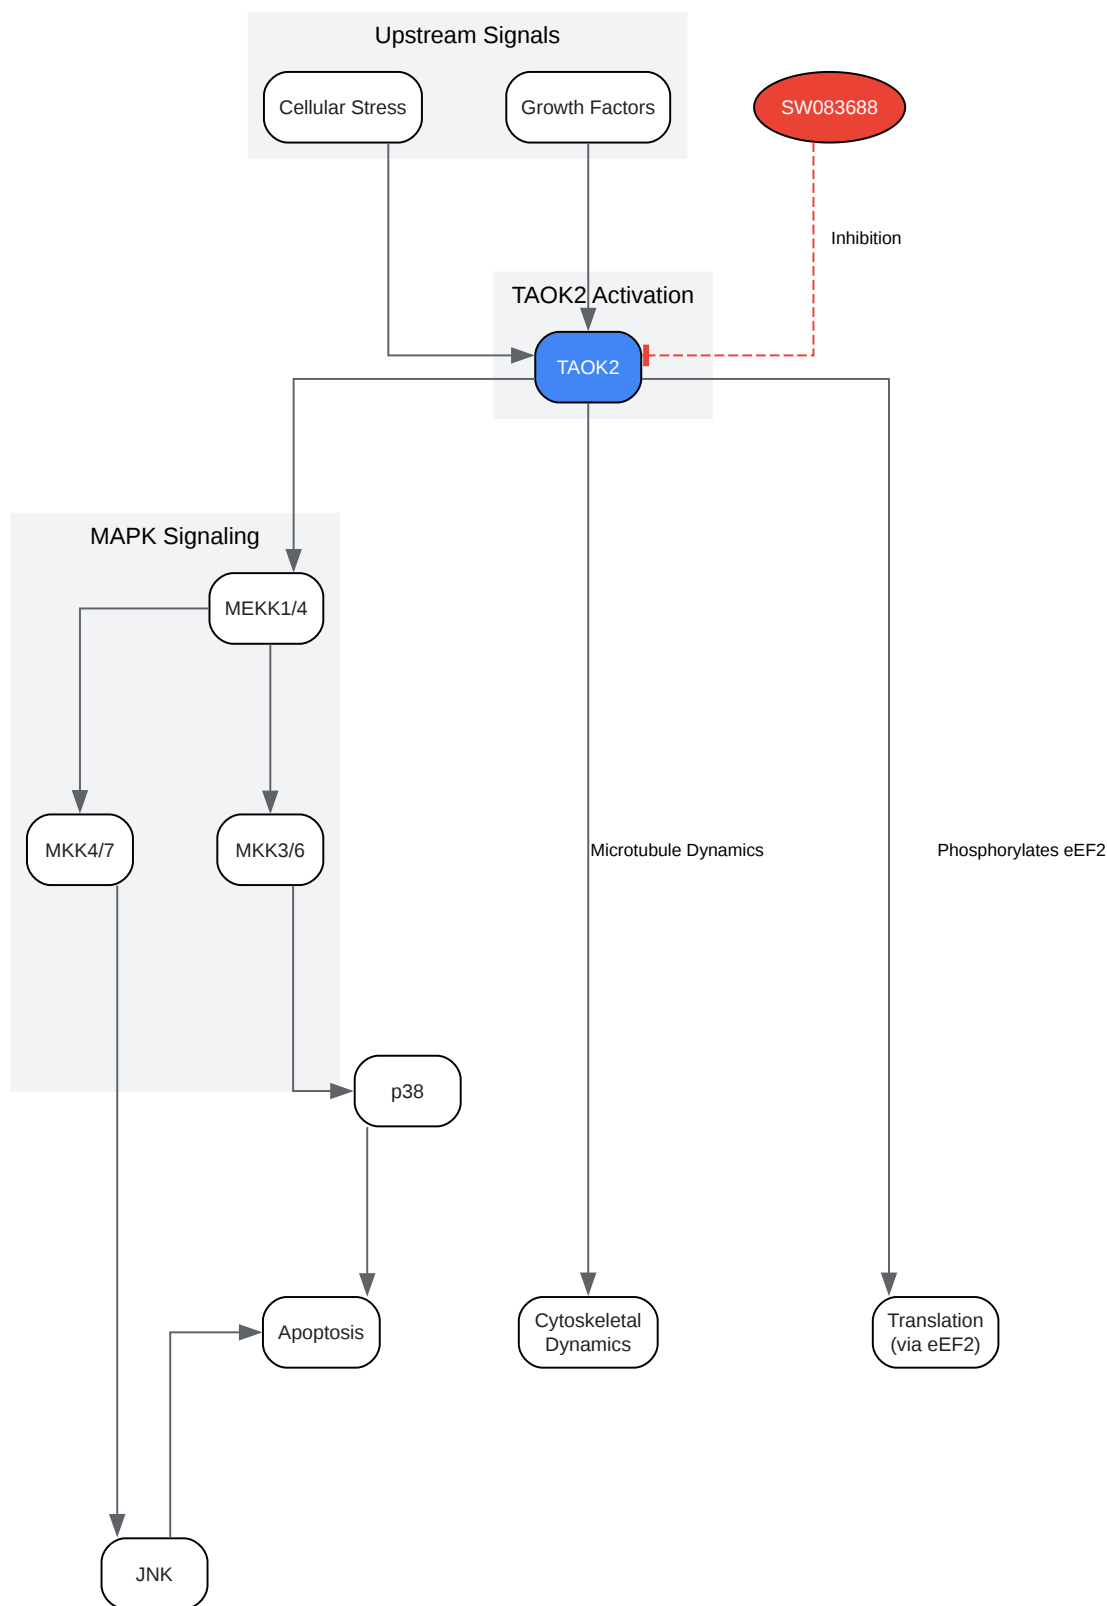 Upstream Signals
Cellular Stress
Growth Factors
SW083688
Inhibition
TAOK2 Activation
TAOK2
MAPK Signaling
MEKK1/4
MKK4/7
MKK3/6
Microtubule Dynamics
Phosphorylates eEF2
p38
Apoptosis
Cytoskeletal
Dynamics
Translation
(via eEF2)
JNK